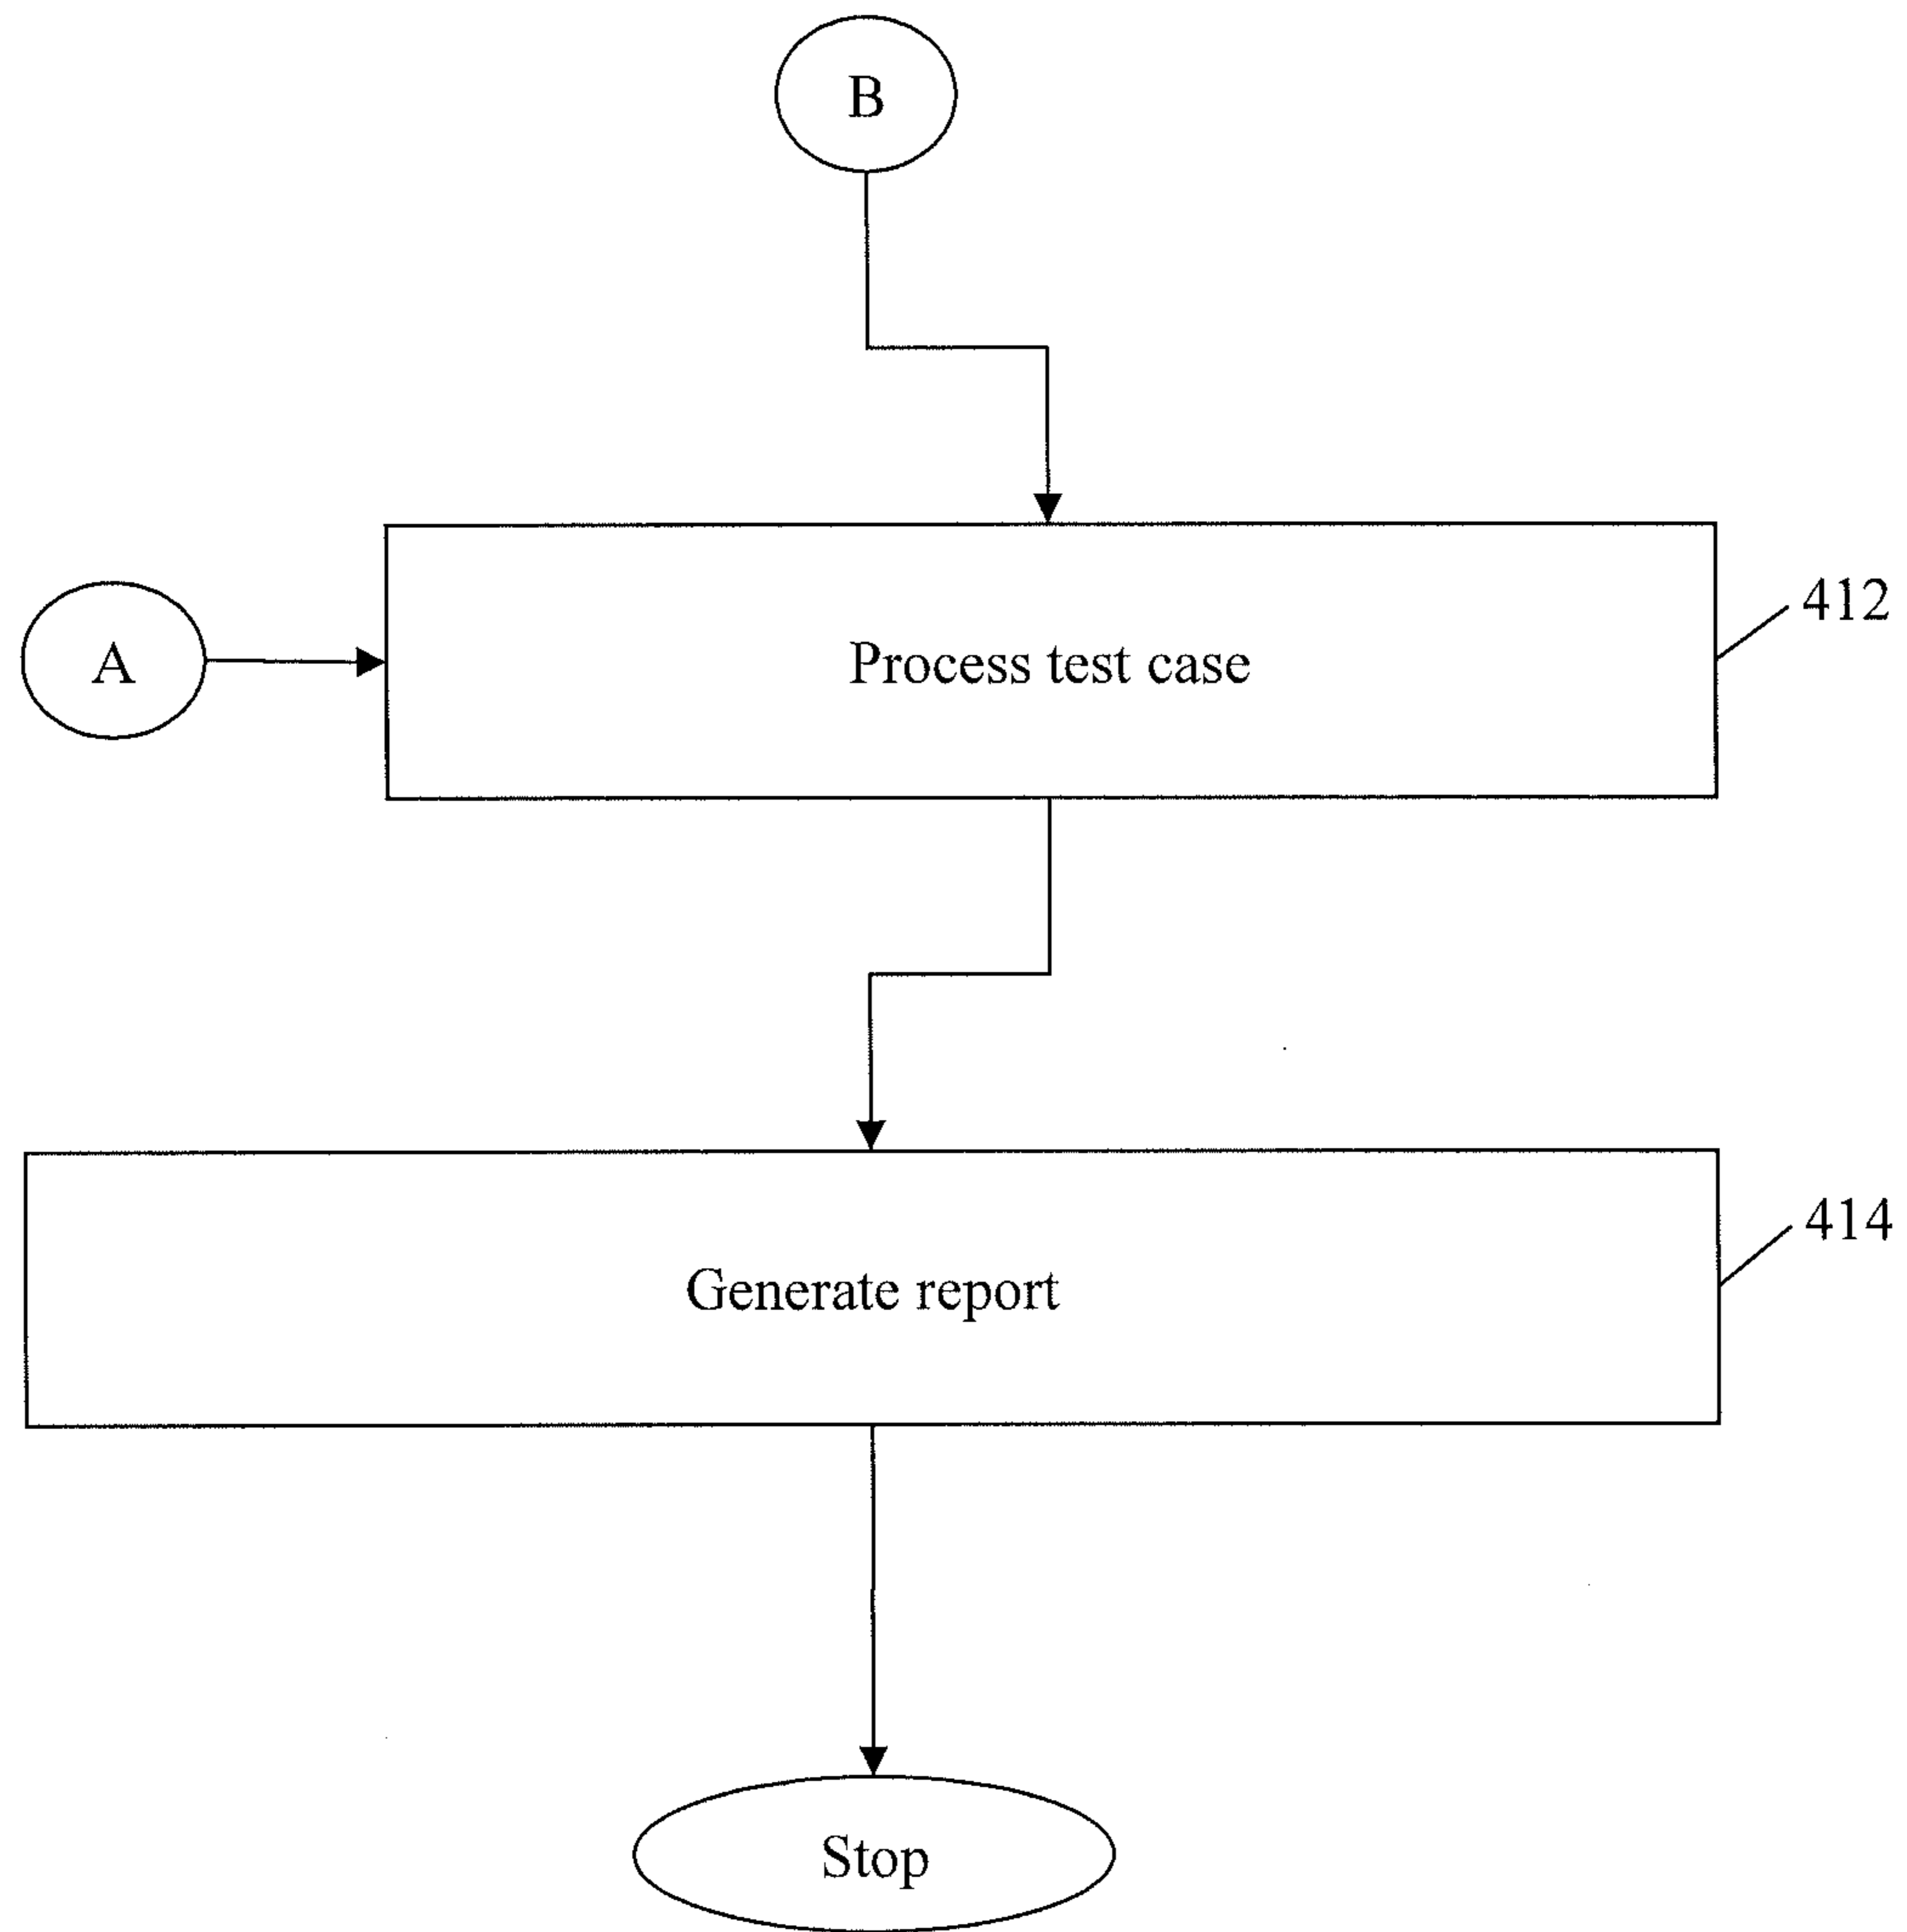 B
412
A
Process test case
414
Generate report
Stop